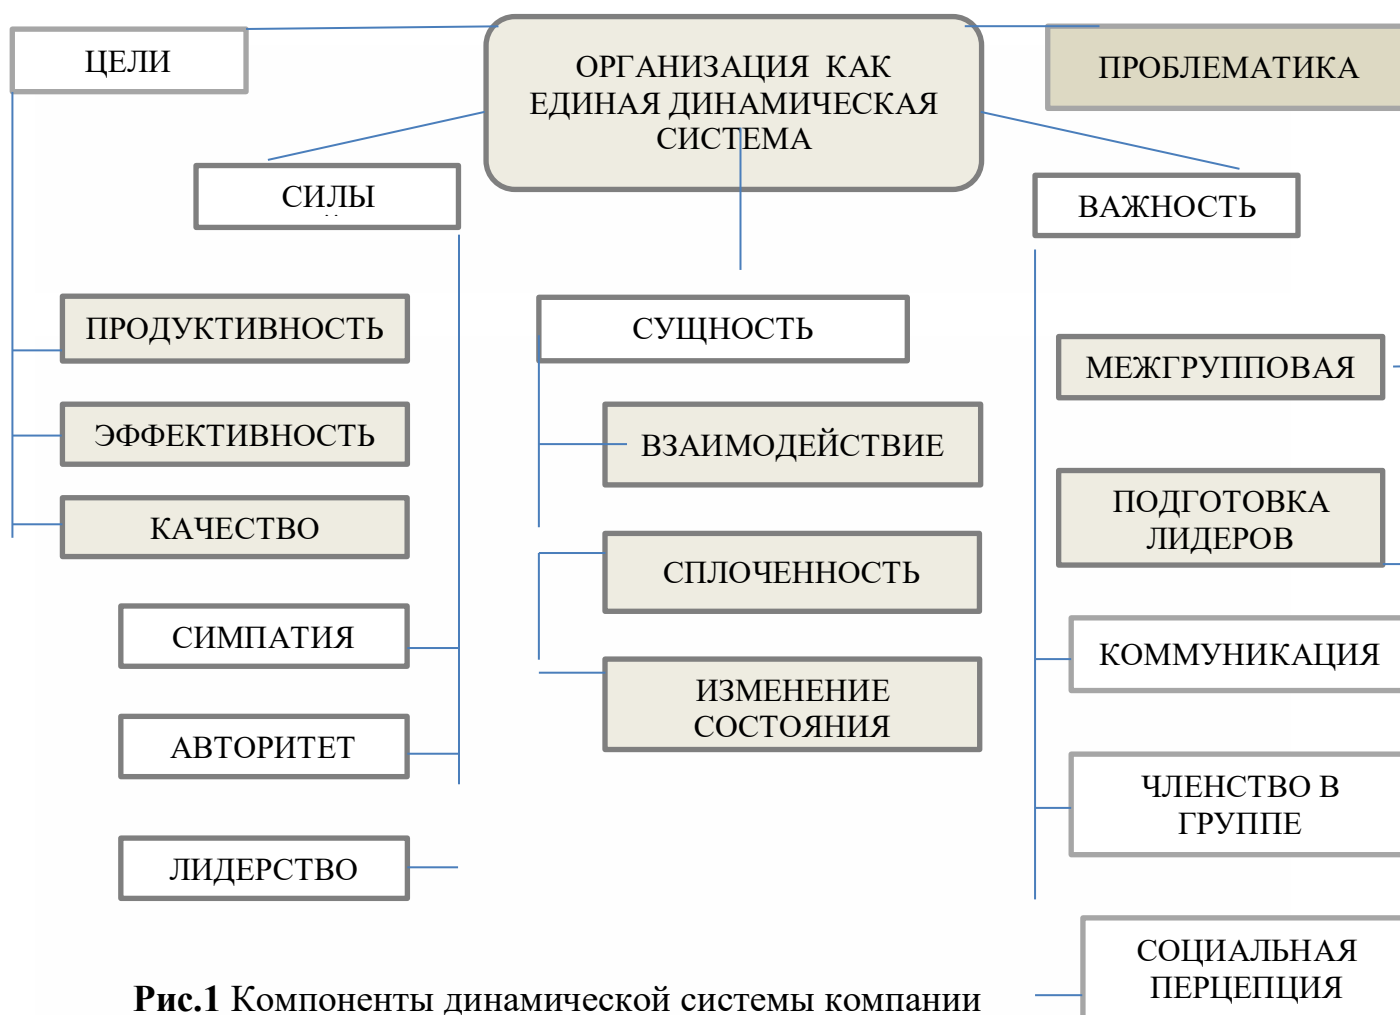 ЦЕЛИ
ОРГАНИЗАЦИЯ КАК
ЕДИНАЯ ДИНАМИЧЕСКАЯ
СИСТЕМА
ПРОБЛЕМАТИКА
СИЛЫ
ВАЖНОСТЬ
ПРОДУКТИВНОСТЬ
СУЩНОСТЬ
МЕЖГРУППОВАЯ
ЭФФЕКТИВНОСТЬ
ВЗАИМОДЕЙСТВИЕ
КАЧЕСТВО
ПОДГОТОВКА
ЛИДЕРОВ
СПЛОЧЕННОСТЬ
СИМПАТИЯ
КОММУНИКАЦИЯ
ИЗМЕНЕНИЕ
СОСТОЯНИЯ
АВТОРИТЕТ
ЧЛЕНСТВО В
ГРУППЕ
ЛИДЕРСТВО
СОЦИАЛЬНАЯ
ПЕРЦЕПЦИЯ
Рис.1 Компоненты динамической системы компании